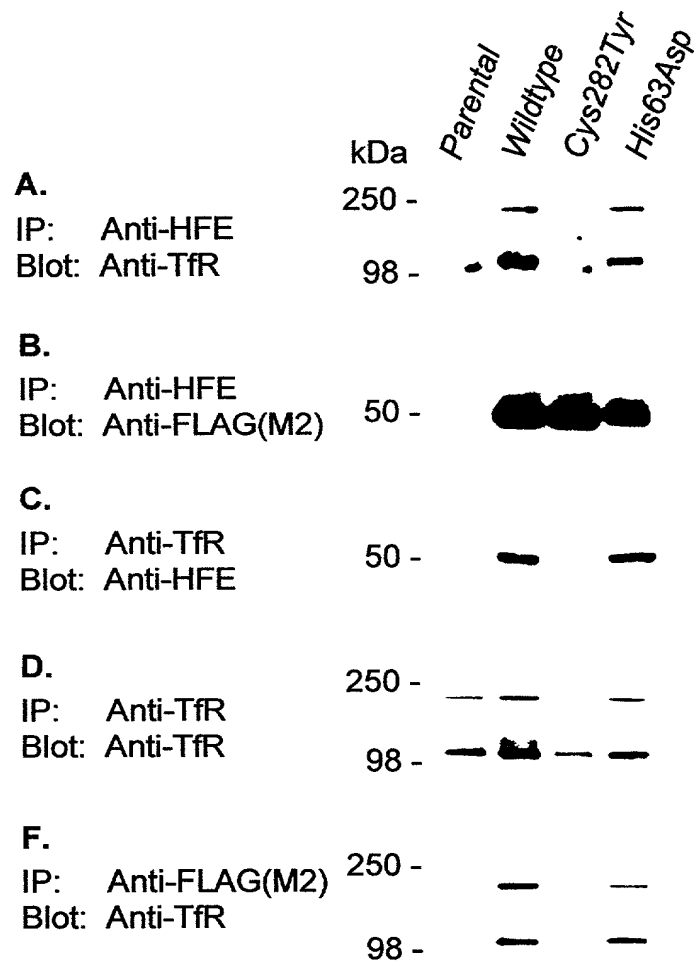 Parental Wildtype Cys282Tyr His63Asp
kDa
A.
250 -
IP: Anti-HFE
Blot: Anti-TfR
98 -
B.
IP: Anti-HFE
50 -
Blot: Anti-FLAG(M2)
C.
IP: Anti-TfR
50 -
Blot: Anti-HFE
D.
250 -
IP: Anti-TfR
Blot: Anti-TfR
98 -
F.
250 -
IP: Anti-FLAG(M2)
Blot: Anti-TfR
98 -